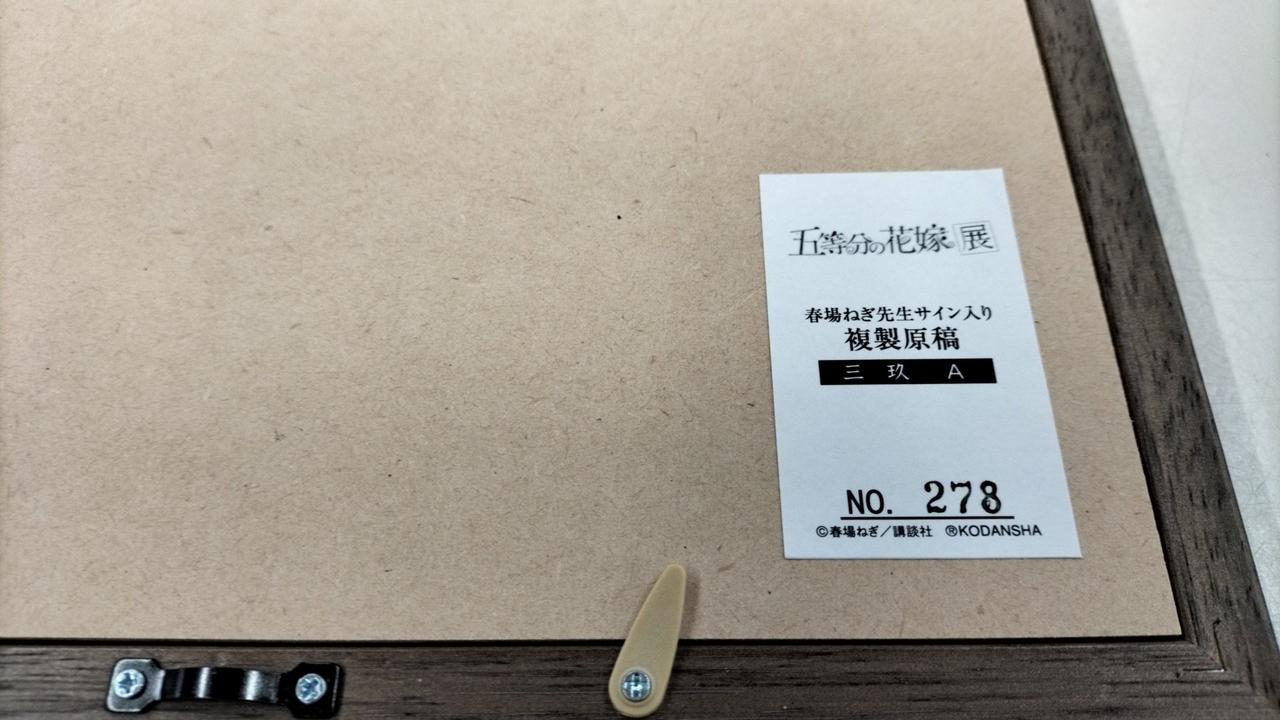 五等分の花嫁展
春場ねぎ先生サイン入り
複製原稿
三玖 A
NO. 278
©春場ねぎ/講談社 ®KODANSHA